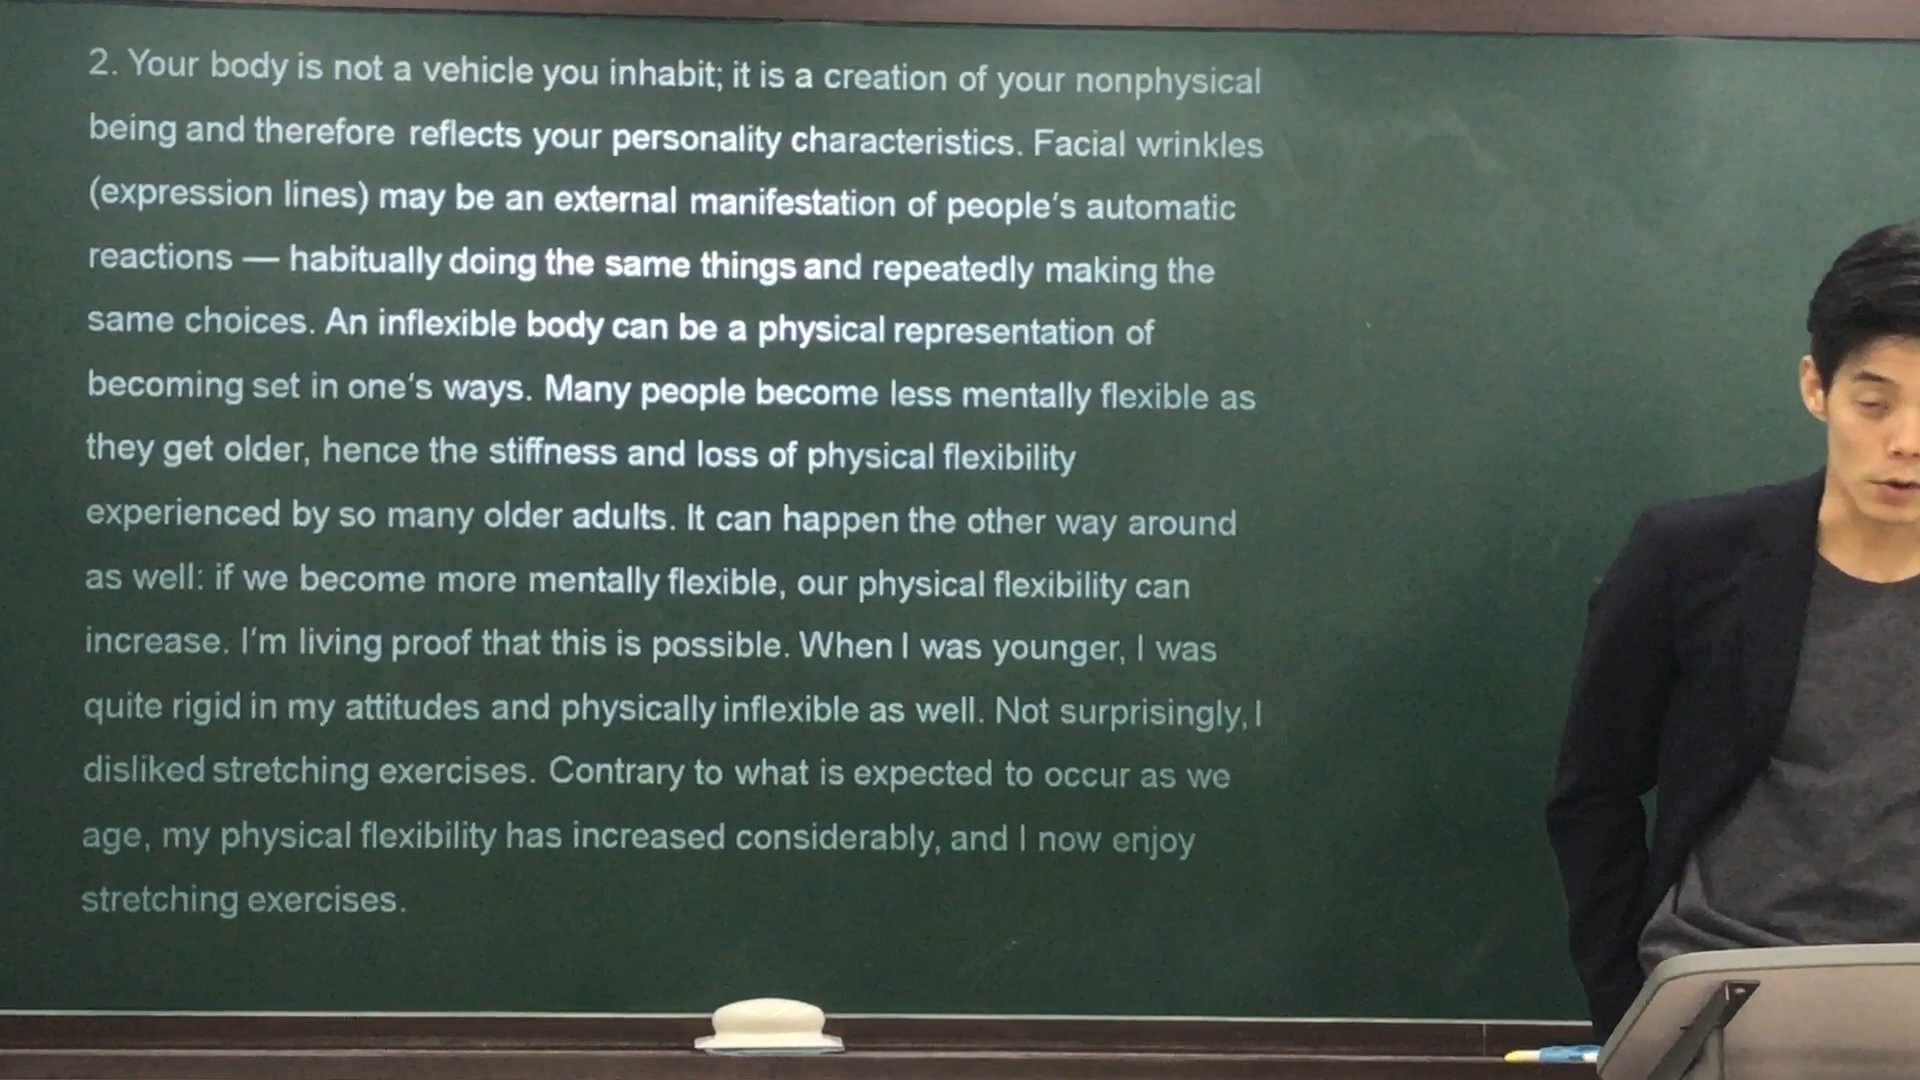 2. Your body is not a vehicle you inhabit; it is a creation of your nonphysical
being and therefore reflects your personality characteristics. Facial wrinkles
(expression lines) may be an external manifestation of people's automatic
reactions — habitually doing the same things and repeatedly making the
same choices. An inflexible body can be a physical representation of
becoming set in one's ways. Many people become less mentally flexible as
they get older, hence the stiffness and loss of physical flexibility
experienced by so many older adults. It can happen the other way around
as well: if we become more mentally flexible, our physical flexibility can
increase. I'm living proof that this is possible. When I was younger, I was
quite rigid in my attitudes and physically inflexible as well. Not surprisingly, I
disliked stretching exercises. Contrary to what is expected to occur as we
age, my physical flexibility has increased considerably, and I now enjoy
stretching exercises.